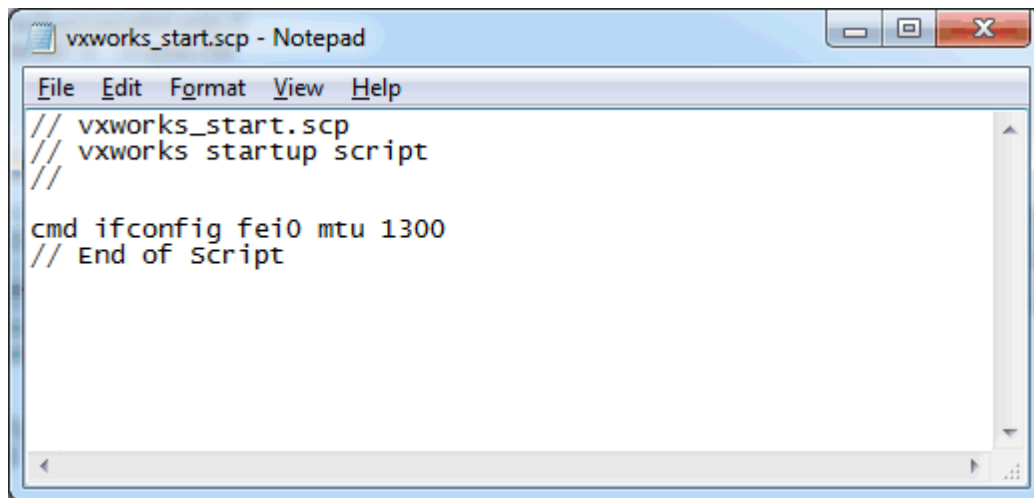 vxworks_start.scp - Notepad
File Edit Format View Help
// vxworks_start.scp
// vxworks startup script
//
cmd ifconfig fei0 mtu 1300
// End of Script